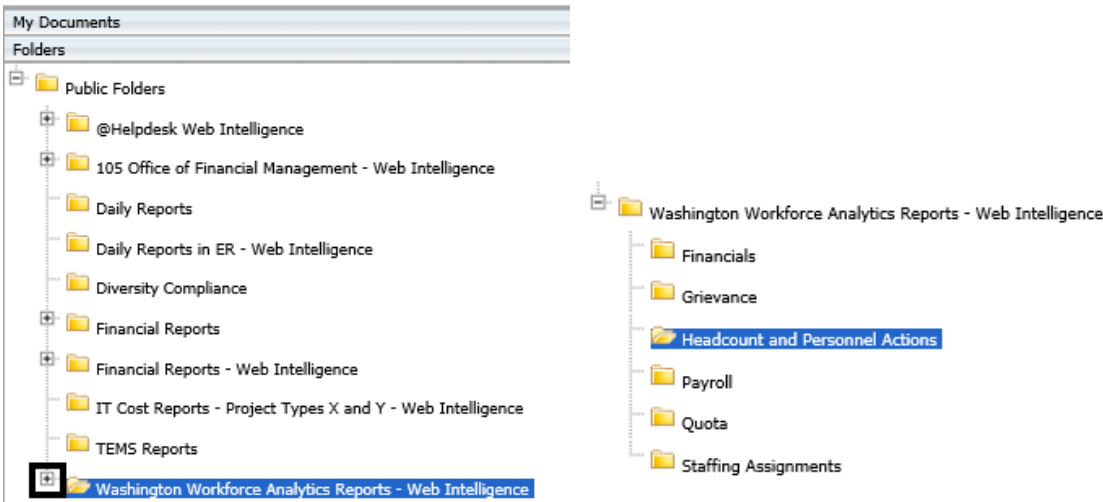 My Documents
Folders
Public Folders
@Helpdesk Web Intelligence
105 Office of Financial Management - Web Intelligence
Daily Reports
Daily Reports in ER - Web Intelligence
Diversity Compliance
Financial Reports
Financial Reports - Web Intelligence
IT Cost Reports - Project Types X and Y - Web Intelligence
TEMS Reports
Washington Workforce Analytics Reports - Web Intelligence
Washington Workforce Analytics Reports - Web Intelligence
Financials
Grievance
Headcount and Personnel Actions
Payroll
Quota
Staffing Assignments